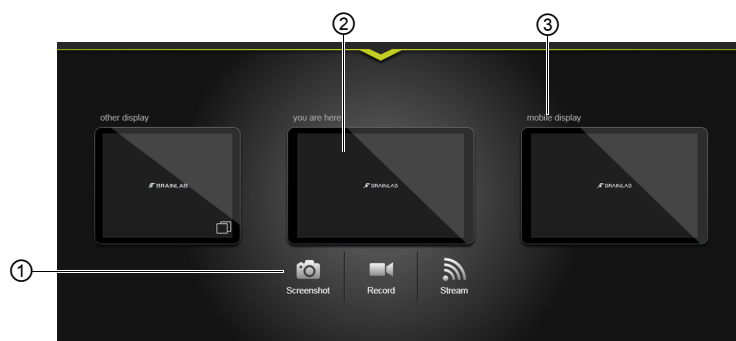 ② ③
other display you are here mobile display
BRAINLAB BRAINLAB BRAINLAB
①
Screenshot Record Stream